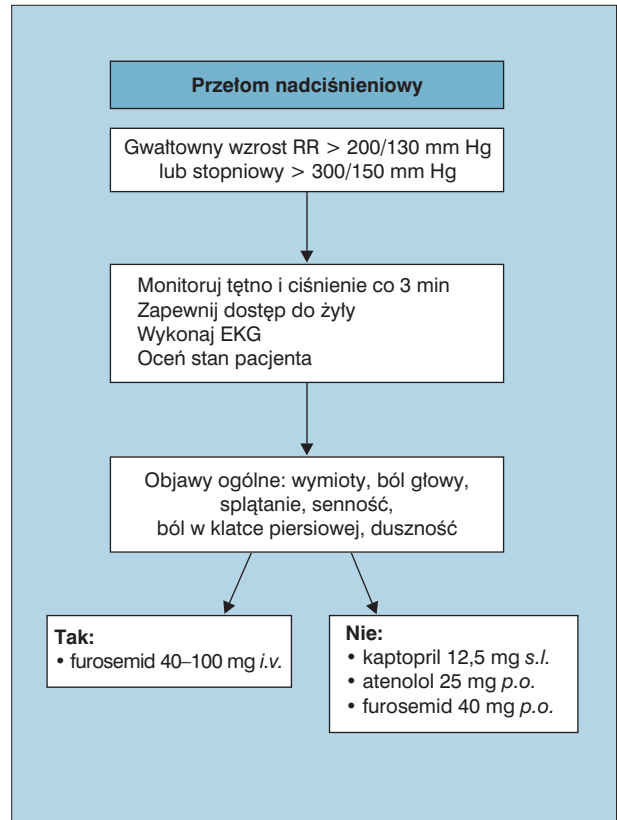 Przełom nadciśnieniowy
Gwałtowny wzrost RR > 200/130 mm Hg
lub stopniowy > 300/150 mm Hg
Monitoruj tętno i ciśnienie co 3 min
Zapewnij dostęp do żyły
Wykonaj EKG
Oceń stan pacjenta
Objawy ogólne: wymioty, ból głowy,
splątanie, senność,
ból w klatce piersiowej, duszność
Tak:
• furosemid 40–100 mg i.v.
Nie:
• kaptopril 12,5 mg s.l.
• atenolol 25 mg p.o.
• furosemid 40 mg p.o.